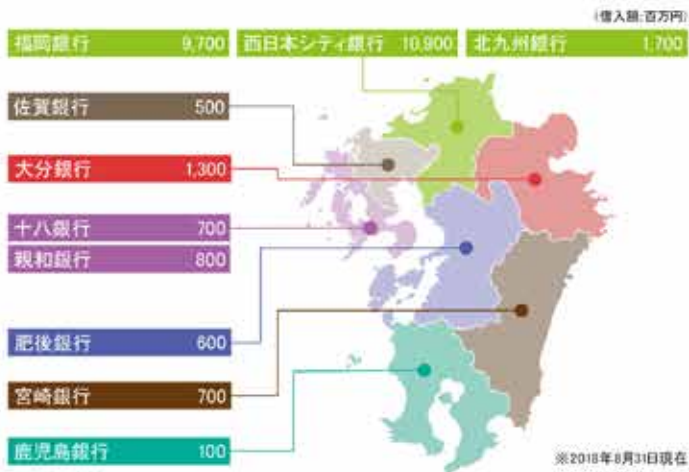 (借入額:百万円)
福岡銀行 9,700 西日本シティ銀行 10,900 北九州銀行 1,700
佐賀銀行 500
大分銀行 1,300
十八銀行 700
親和銀行 800
肥後銀行 600
宮崎銀行 700
鹿児島銀行 100
※2018年8月31日現在